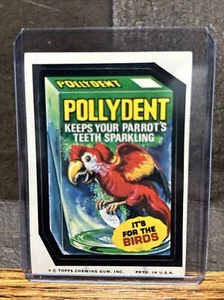 POLLYDENT
POLLYDENT
KEEPS YOUR PARROT'S
TEETH SPARKLING
IT'S
FOR THE
BIRDS
© TOPPS CHEWING GUM, INC. PRTD. IN U.S.A.